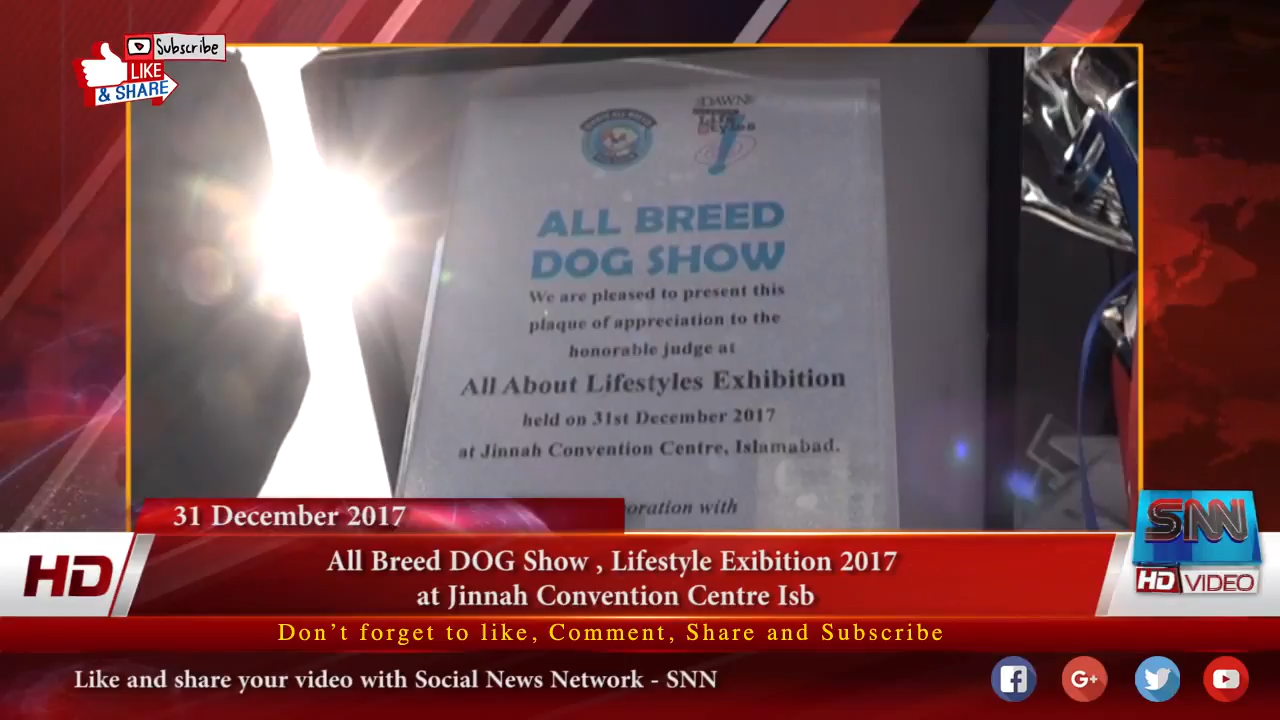 Subscribe
LIKE
& SHARE
DAWN
ALL BREED
DOG SHOW
We are pleased to present this
plaque of appreciation to the
honorable judge at
All About Lifestyles Exhibition
held on 31st December 2017
at Jinnah Convention Centre, Islamabad.
oration with
31 December 2017
HD
All Breed DOG Show , Lifestyle Exibition 2017
at Jinnah Convention Centre Isb
SNN
HD VIDEO
Don't forget to like, Comment, Share and Subscribe
Like and share your video with Social News Network - SNN
f
G+